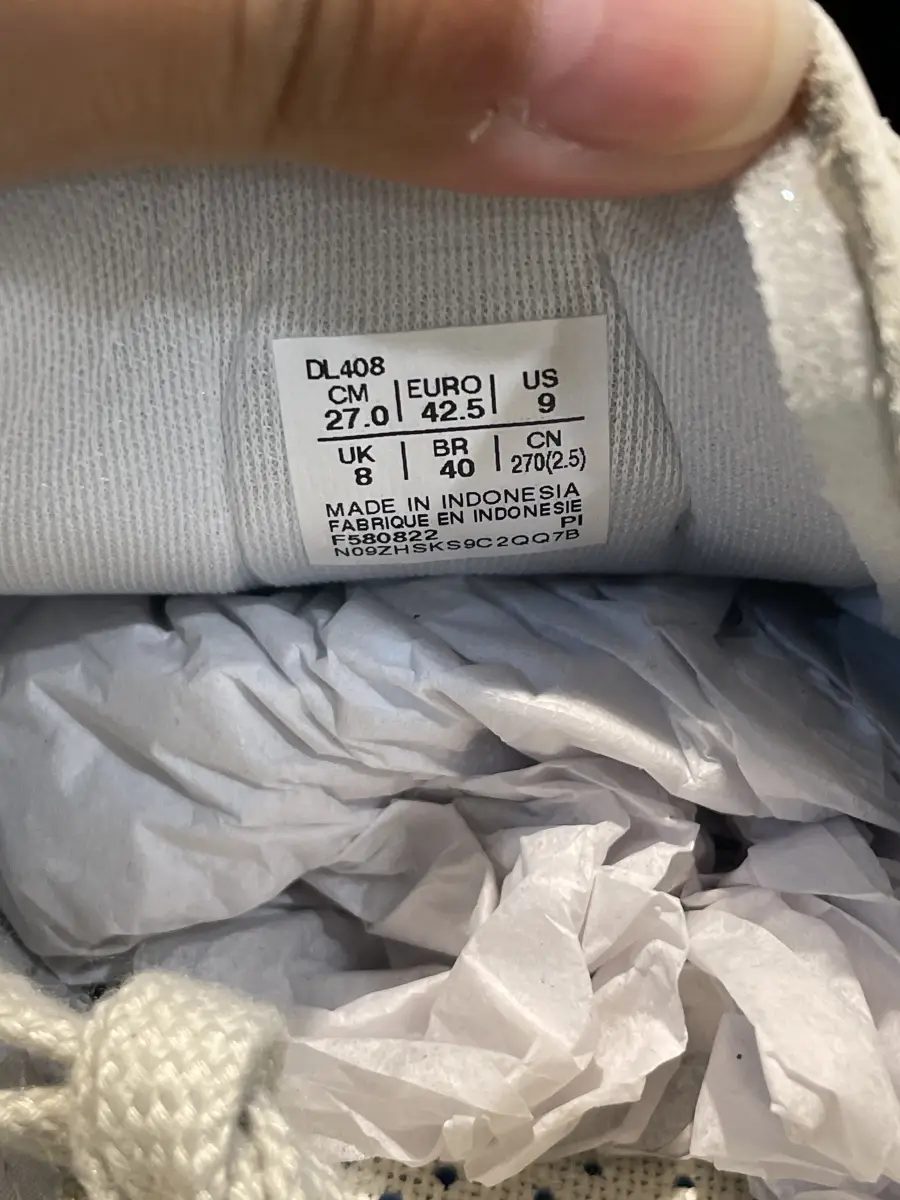 DL408
CM | EURO | US
27.0 | 42.5 | 9
UK | BR | CN
8 | 40 | 270(2.5)
MADE IN INDONESIA
FABRIQUE EN INDONESIE
F580822 PI
N09ZHSKS9C2QQ7B